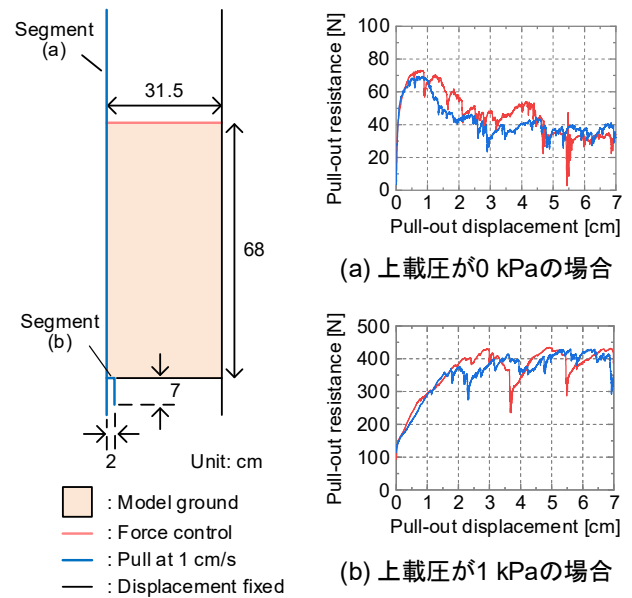 Segment
(a)
31.5
68
Segment
(b)
7
2
Unit: cm
: Model ground
: Force control
: Pull at 1 cm/s
: Displacement fixed
Pull-out resistance [N]
100
80
60
40
20
0
0 1 2 3 4 5 6 7
Pull-out displacement [cm]
(a) 上載圧が0 kPaの場合
Pull-out resistance [N]
500
400
300
200
100
0
0 1 2 3 4 5 6 7
Pull-out displacement [cm]
(b) 上載圧が1 kPaの場合